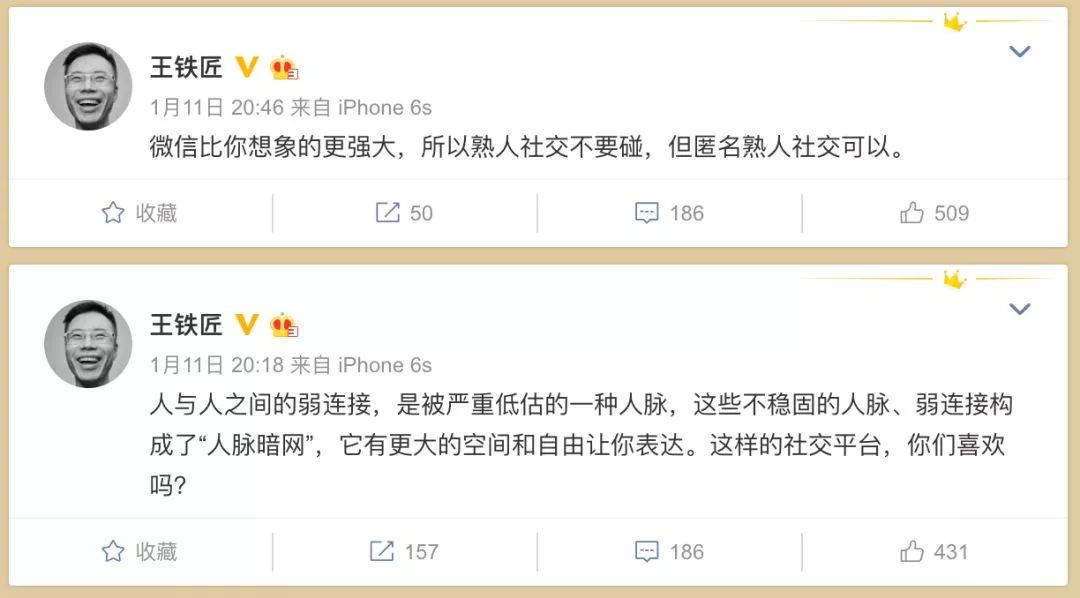 王铁匠
1月11日 20:46 来自 iPhone 6s
微信比你想象的更强大，所以熟人社交不要碰，但匿名熟人社交可以。
收藏 50 186 509
王铁匠
1月11日 20:18 来自 iPhone 6s
人与人之间的弱连接，是被严重低估的一种人脉，这些不稳固的人脉、弱连接构
成了“人脉暗网”，它有更大的空间和自由让你表达。这样的社交平台，你们喜欢
吗？
收藏 157 186 431